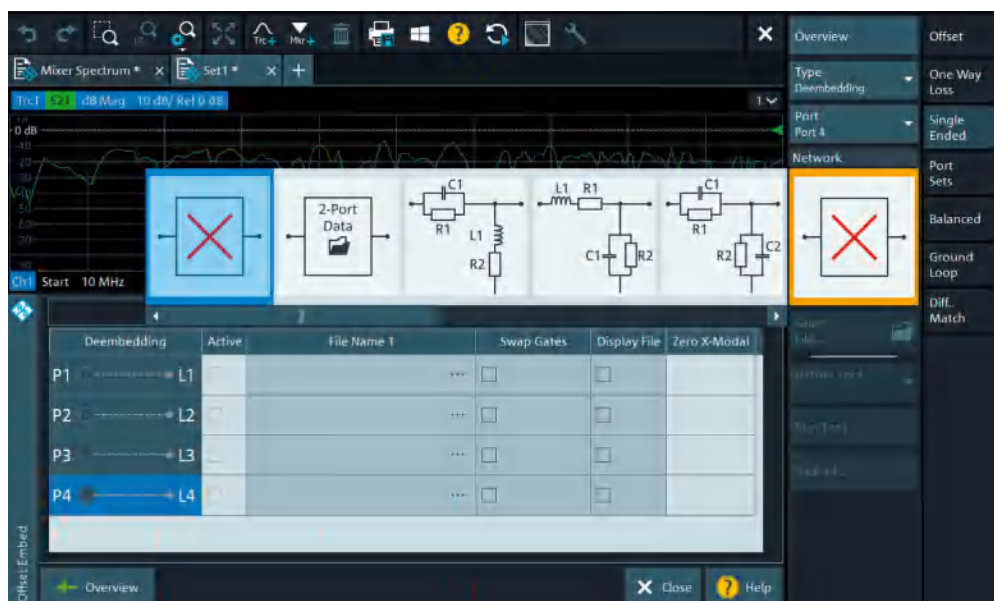 Trc+
Mkr+
?
Overview
Offset
Mixer Spectrum *
Set1 *
Type
Deembedding
One Way
Loss
Trc1 S21 dB Mag 10 dB/ Ref 0 dB
1
Port
Port 4
Single
Ended
0 dB
Network
Port
Sets
Balanced
Ground
Loop
Diff.
Match
2-Port
Data
C1
R1
L1
R2
L1 R1
C1
R2
C1
R1
R2
C2
Ch1 Start 10 MHz
Deembedding Active File Name 1 Swap Gates Display File Zero X-Modal
P1 L1 ...
P2 L2 ...
P3 L3 ...
P4 L4 ...
Offset Embed
Overview
Close
? Help